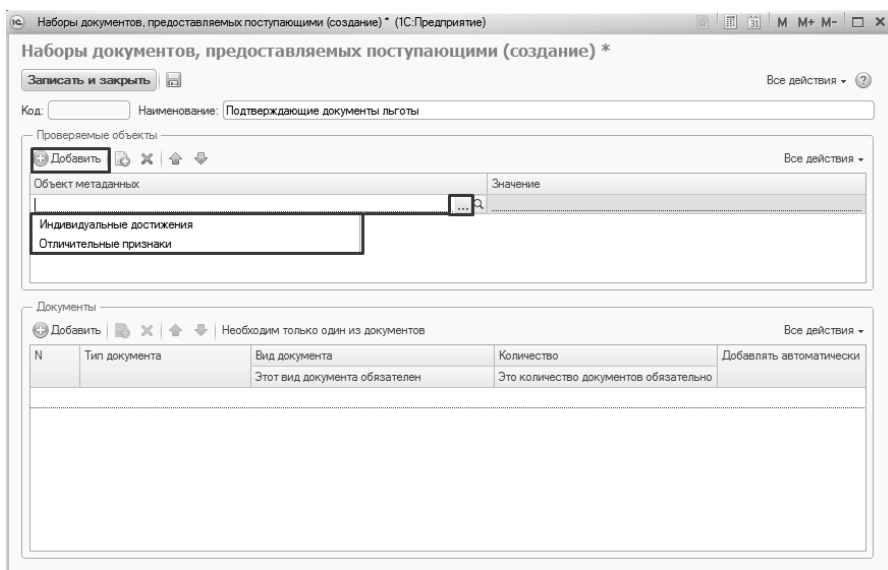 Наборы документов, предоставляемых поступающими (создание) * (1С:Предприятие) 31 M M+ M-
Наборы документов, предоставляемых поступающими (создание) *
Записать и закрыть Все действия ?
Код: Наименование: Подтверждающие документы льготы
Проверяемые объекты
Добавить Все действия
Объект метаданных Значение
...
Индивидуальные достижения
Отличительные признаки
Документы
Добавить Необходим только один из документов Все действия
N Тип документа Вид документа Количество Добавлять автоматически
Этот вид документа обязателен Это количество документов обязательно